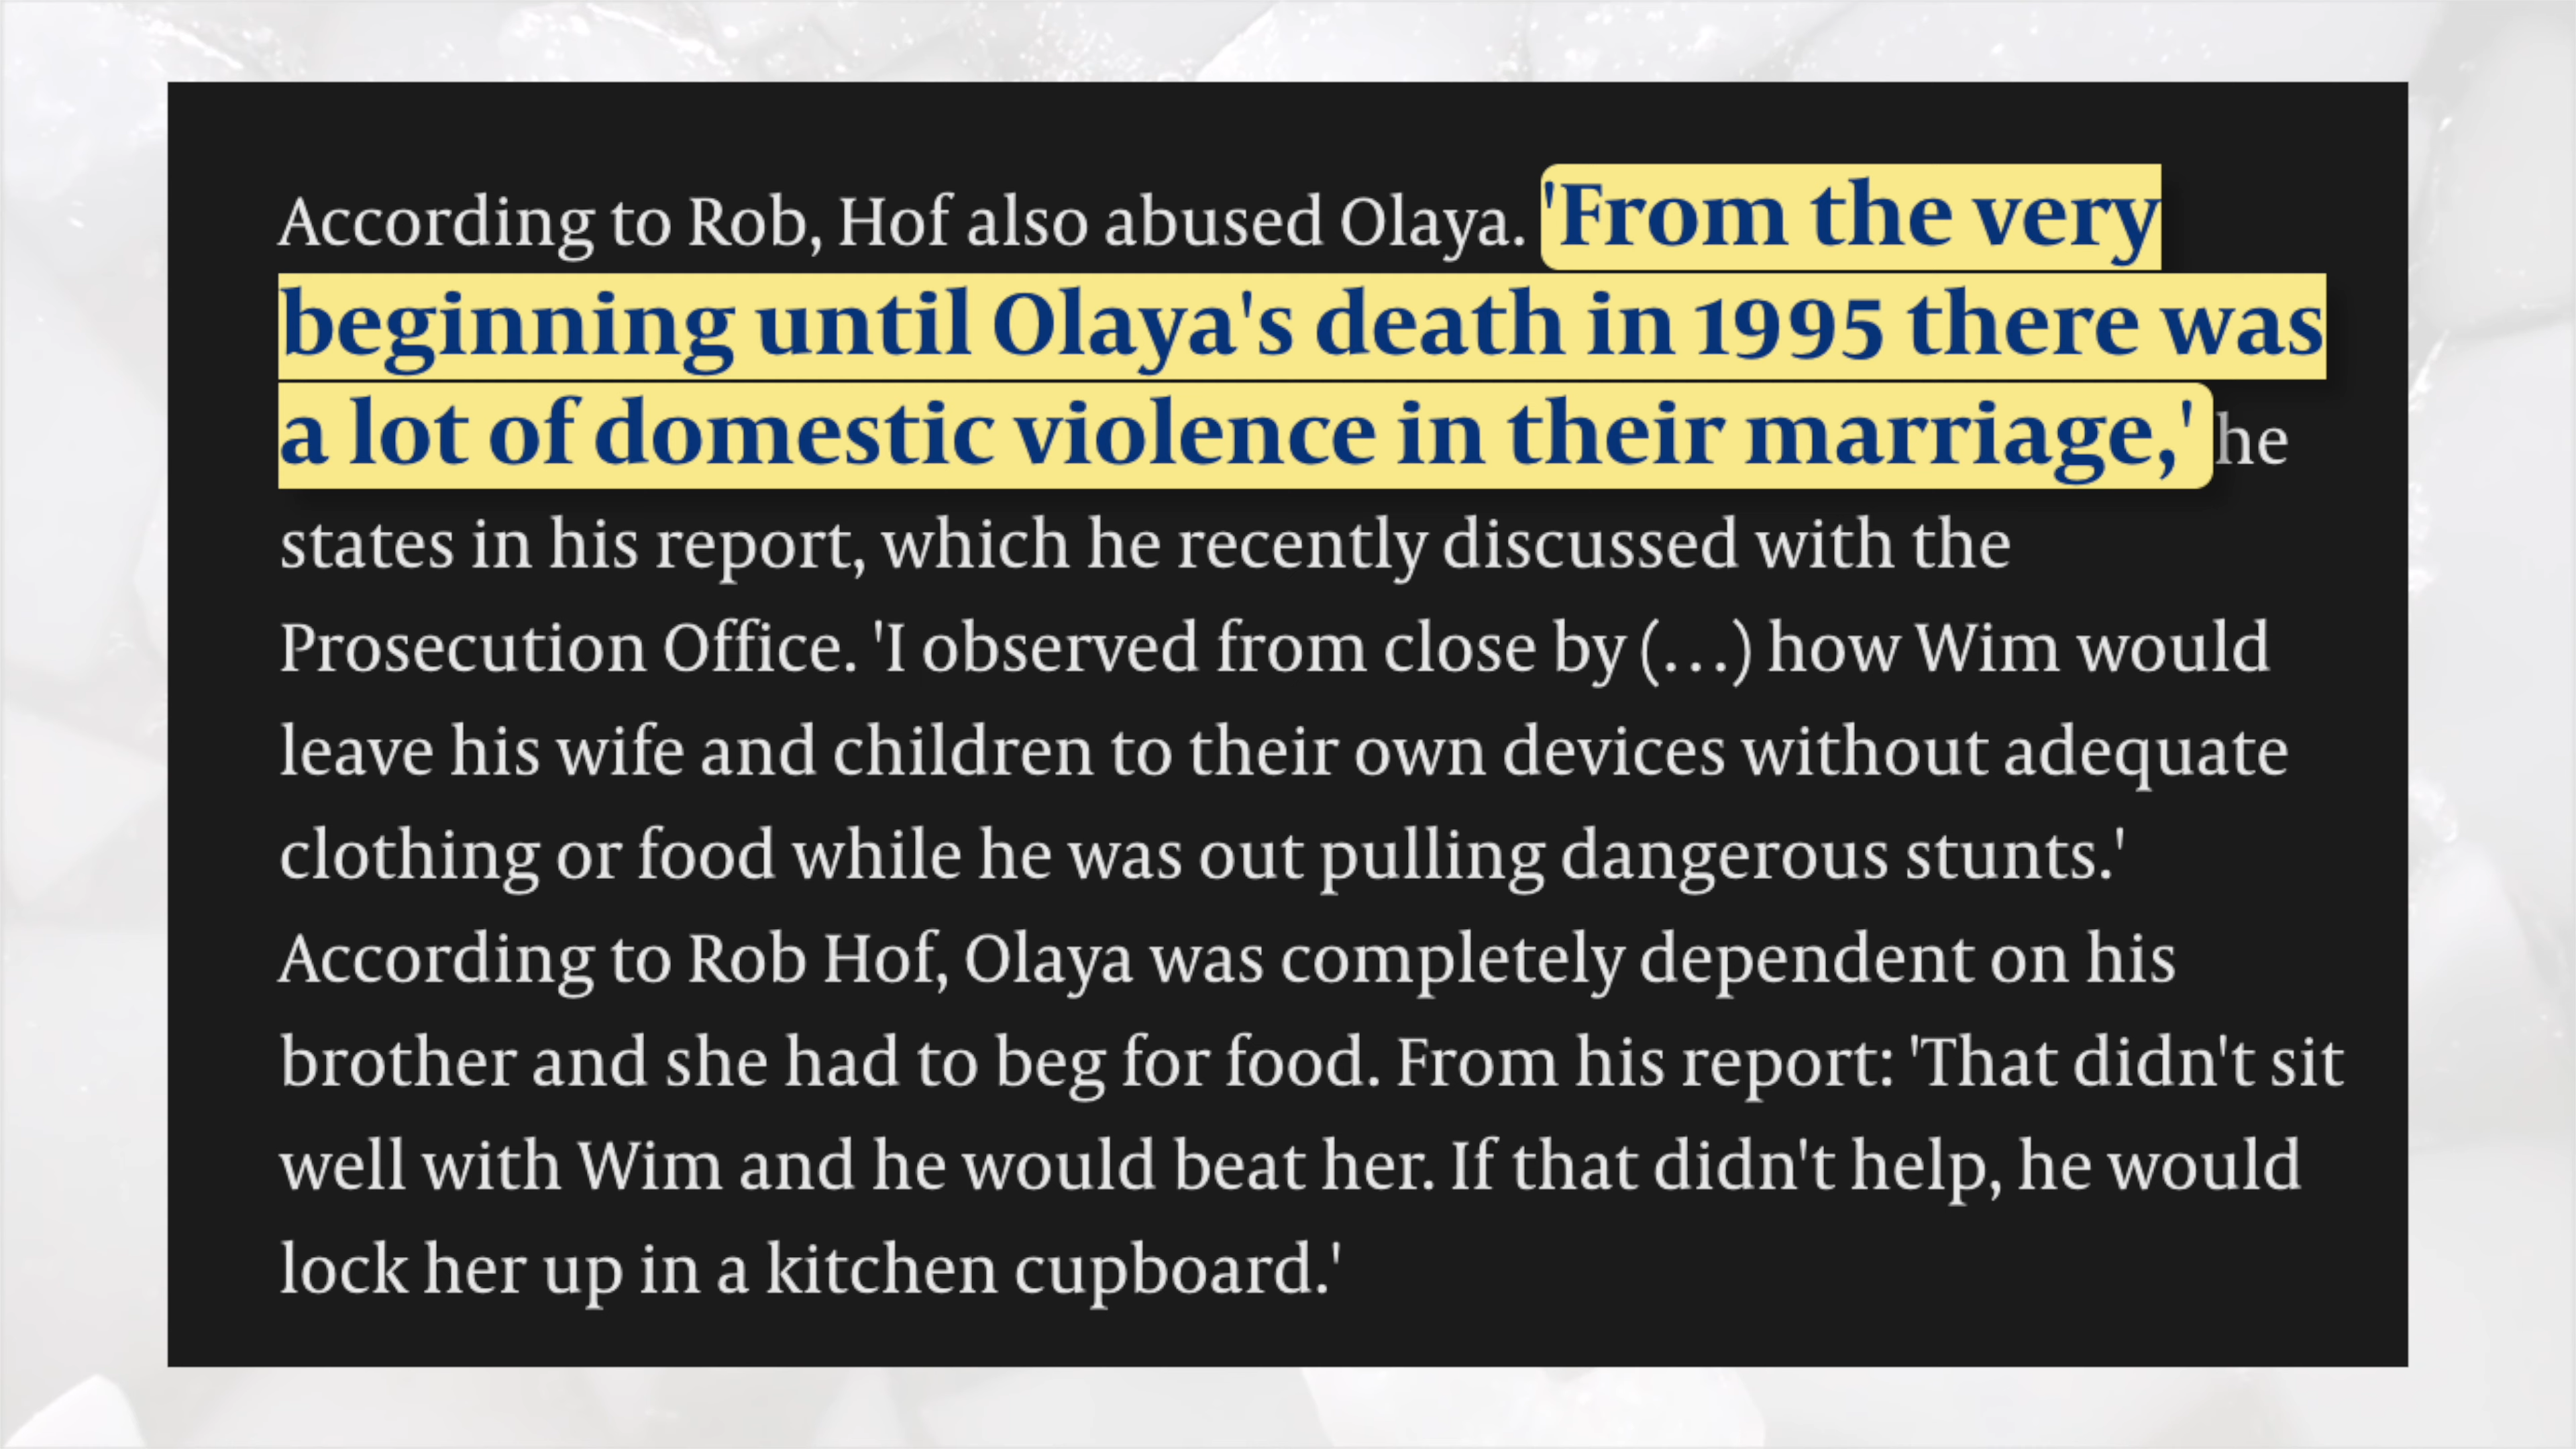 According to Rob, Hof also abused Olaya. 'From the very
beginning until Olaya's death in 1995 there was
a lot of domestic violence in their marriage,' he
states in his report, which he recently discussed with the
Prosecution Office. 'I observed from close by (…) how Wim would
leave his wife and children to their own devices without adequate
clothing or food while he was out pulling dangerous stunts.'
According to Rob Hof, Olaya was completely dependent on his
brother and she had to beg for food. From his report: 'That didn't sit
well with Wim and he would beat her. If that didn't help, he would
lock her up in a kitchen cupboard.'